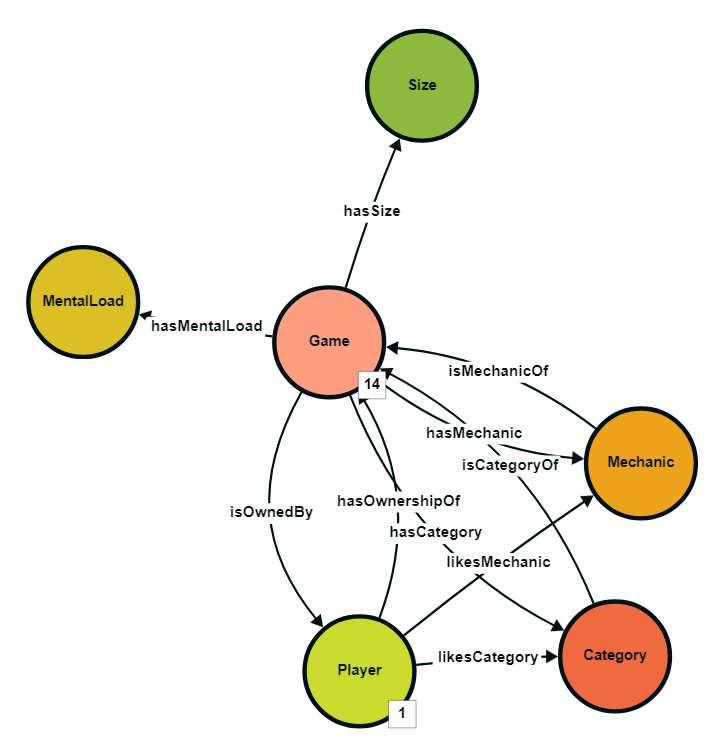 Size
hasSize
MentalLoad
hasMentalLoad
Game
14
isMechanicOf
hasMechanic
isCategoryOf
Mechanic
hasOwnershipOf
isOwnedBy
hasCategory
likesMechanic
Category
likesCategory
Player
1